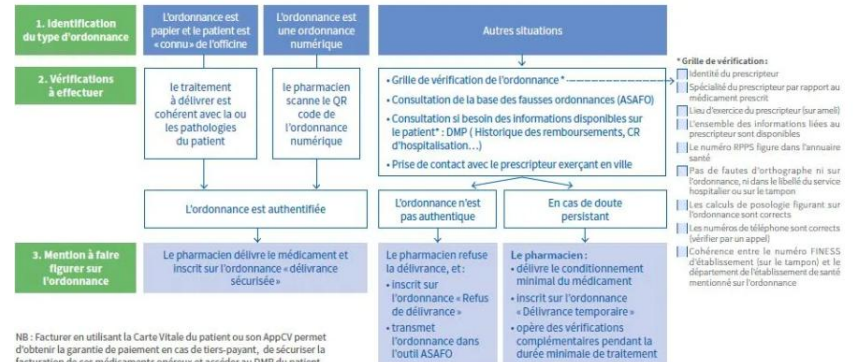 1. Identification
du type d'ordonnance
L'ordonnance est
papier et le patient est
« connu » de l'officine
L'ordonnance est
une ordonnance
numérique
Autres situations
2. Vérifications
à effectuer
le traitement
à délivrer est
cohérent avec la ou
les pathologies
du patient
le pharmacien
scanne le QR
code de
l'ordonnance
numérique
• Grille de vérification de l'ordonnance *
• Consultation de la base des fausses ordonnances (ASAFO)
• Consultation si besoin des informations disponibles sur
le patient* : DMP ( Historique des remboursements, CR
d'hospitalisation...)
• Prise de contact avec le prescripteur exerçant en ville
* Grille de vérification :
Identité du prescripteur
Spécialité du prescripteur par rapport au
médicament prescrit
Lieu d'exercice du prescripteur (sur ameli)
L'ensemble des informations liées au
prescripteur sont disponibles
Le numéro RPPS figure dans l'annuaire
santé
Pas de fautes d'orthographe ni sur
l'ordonnance, ni dans le libellé du service
hospitalier ou sur le tampon
Les calculs de posologie figurant sur
l'ordonnance sont corrects
Les numéros de téléphone sont corrects
(vérifier par un appel)
Cohérence entre le numéro FINESS
d'établissement (sur le tampon) et le
département de l'établissement de santé
mentionné sur l'ordonnance
L'ordonnance est authentifiée
L'ordonnance n'est
pas authentique
En cas de doute
persistant
3. Mention à faire
figurer sur
l'ordonnance
Le pharmacien délivre le médicament et
inscrit sur l'ordonnance « délivrance
sécurisée »
Le pharmacien refuse
la délivrance, et :
• inscrit sur
l'ordonnance « Refus
de délivrance »
• transmet
l'ordonnance dans
l'outil ASAFO
Le pharmacien :
• délivre le conditionnement
minimal du médicament
• inscrit sur l'ordonnance
« Délivrance temporaire »
• opère des vérifications
complémentaires pendant la
durée minimale de traitement
NB : Facturer en utilisant la Carte Vitale du patient ou son AppCV permet
d'obtenir la garantie de paiement en cas de tiers-payant, de sécuriser la
facturation de ces médicaments onéreux et accéder au DMP du patient